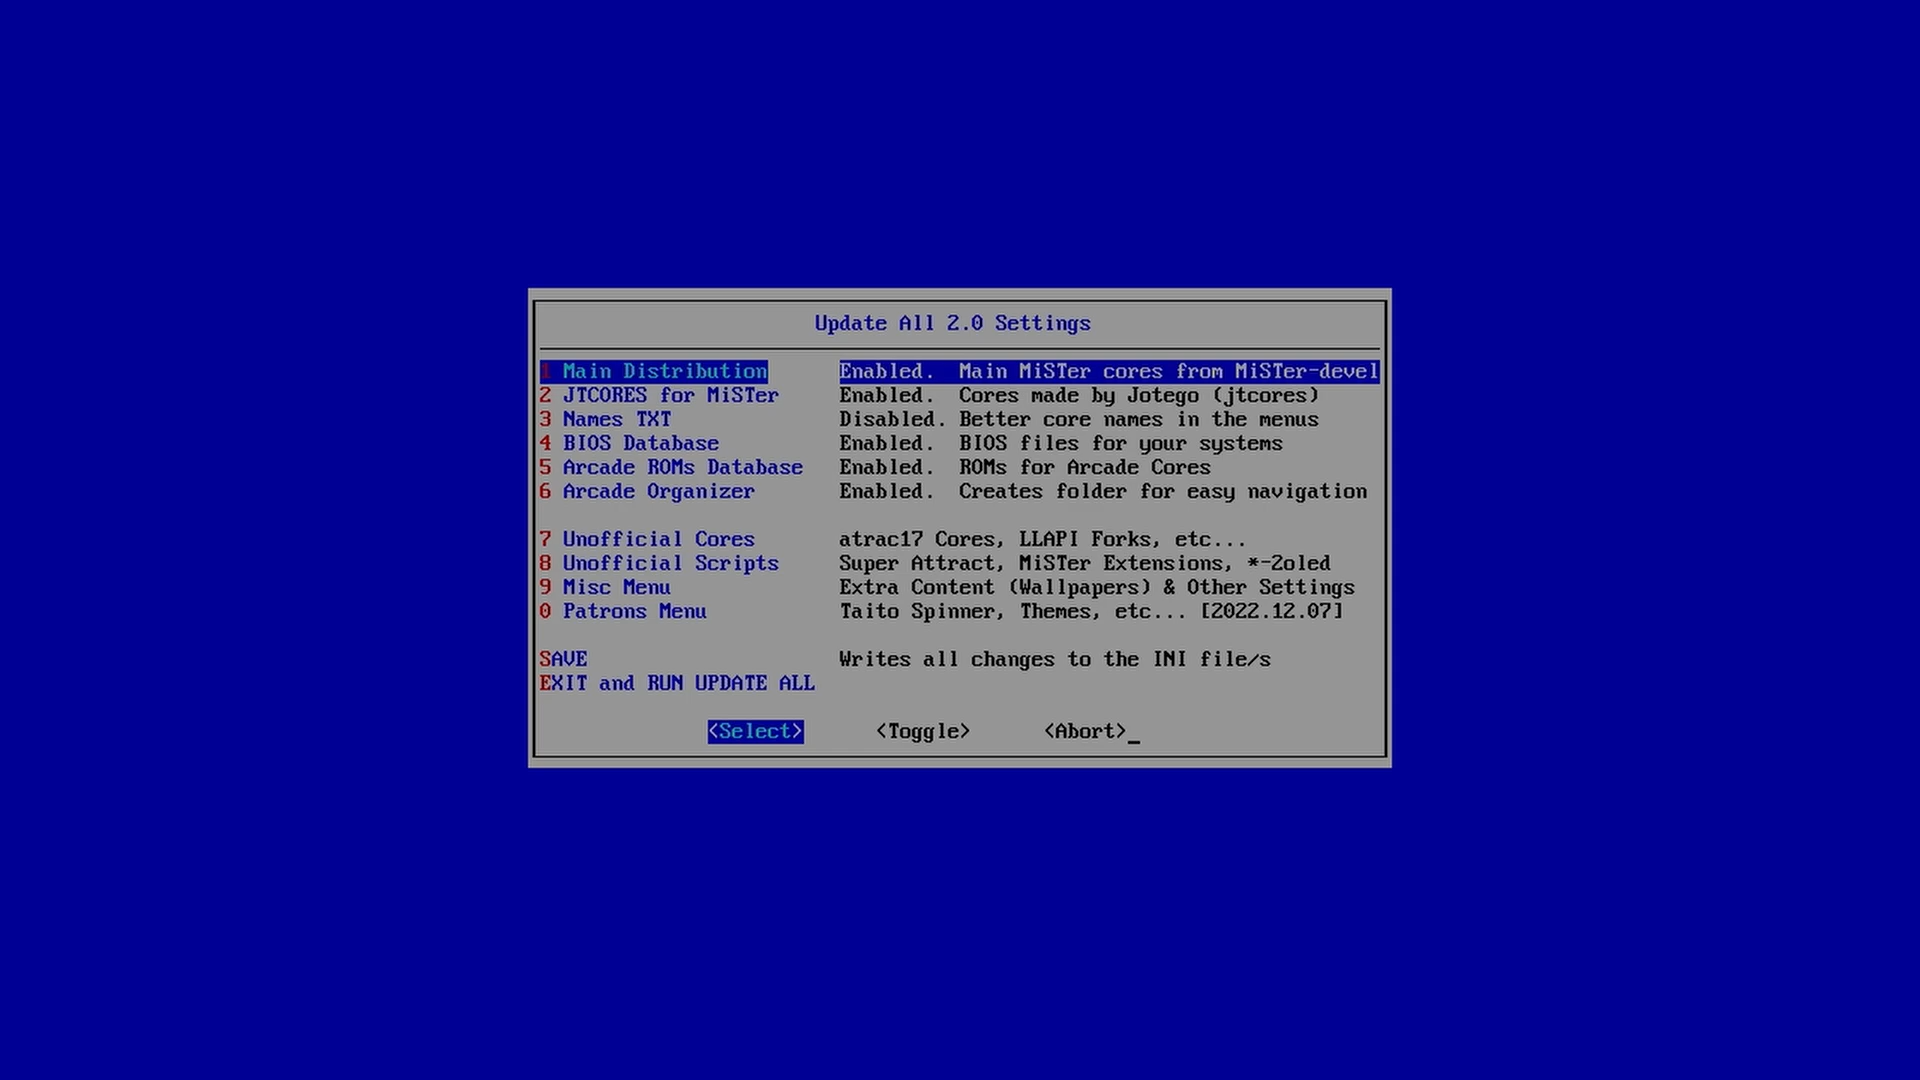 Update All 2.0 Settings
1 Main Distribution Enabled. Main MiSTer cores from MiSTer-devel
2 JTCORES for MiSTer Enabled. Cores made by Jotego (jtcores)
3 Names TXT Disabled. Better core names in the menus
4 BIOS Database Enabled. BIOS files for your systems
5 Arcade ROMs Database Enabled. ROMs for Arcade Cores
6 Arcade Organizer Enabled. Creates folder for easy navigation
7 Unofficial Cores atrac17 Cores, LLAPI Forks, etc...
8 Unofficial Scripts Super Attract, MiSTer Extensions, *-2oled
9 Misc Menu Extra Content (Wallpapers) & Other Settings
0 Patrons Menu Taito Spinner, Themes, etc... [2022.12.07]
SAVE Writes all changes to the INI file/s
EXIT and RUN UPDATE ALL
<Select> <Toggle> <Abort>_